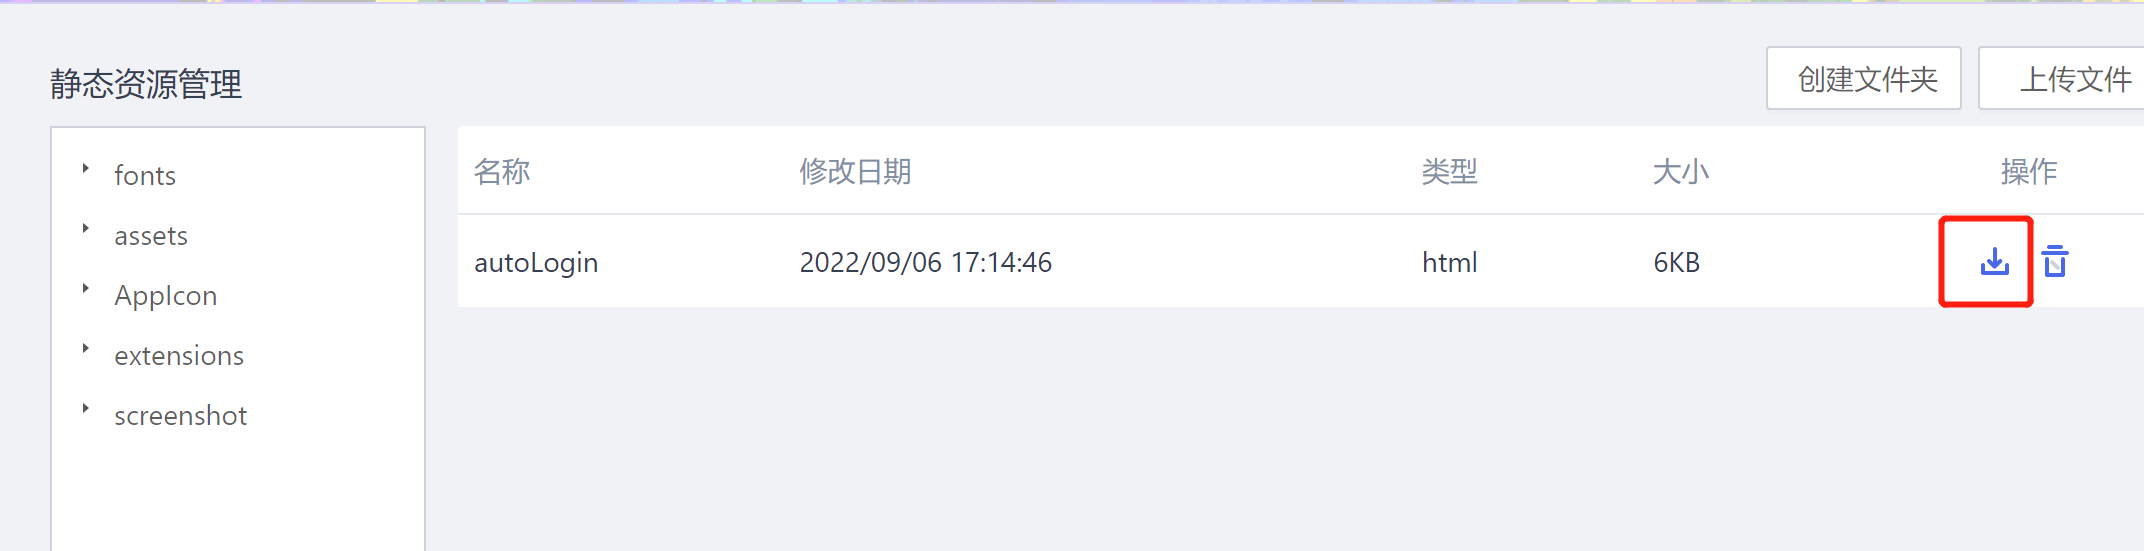 静态资源管理
创建文件夹 上传文件
fonts
assets
AppIcon
extensions
screenshot
名称 修改日期 类型 大小 操作
autoLogin 2022/09/06 17:14:46 html 6KB